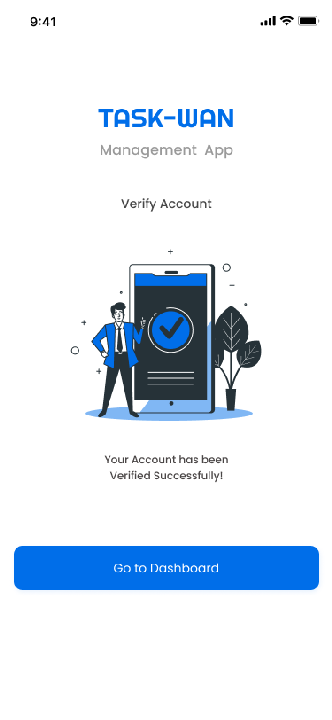 9:41
TASK-WAN
Management App
Verify Account
Your Account has been
Verified Successfully!
Go to Dashboard